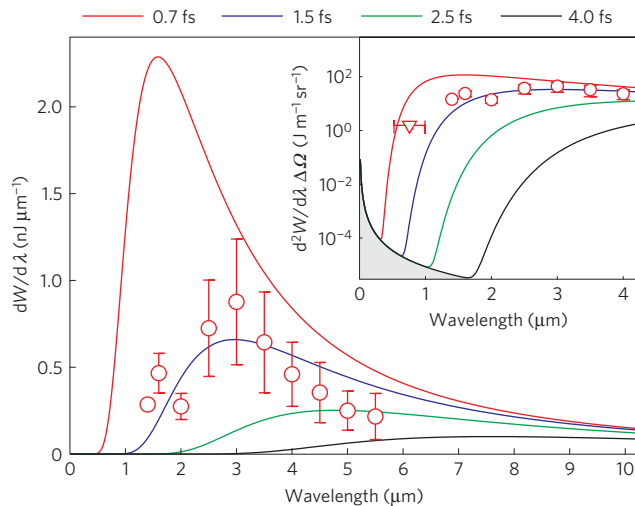 0.7 fs 1.5 fs 2.5 fs 4.0 fs
dW/dλ (nJ μm⁻¹)
2.0
1.5
1.0
0.5
0
0 1 2 3 4 5 6 7 8 9 10
Wavelength (μm)
d²W/dλ ΔΩ (J m⁻¹ sr⁻¹)
10²
10⁰
10⁻²
10⁻⁴
0 1 2 3 4
Wavelength (μm)